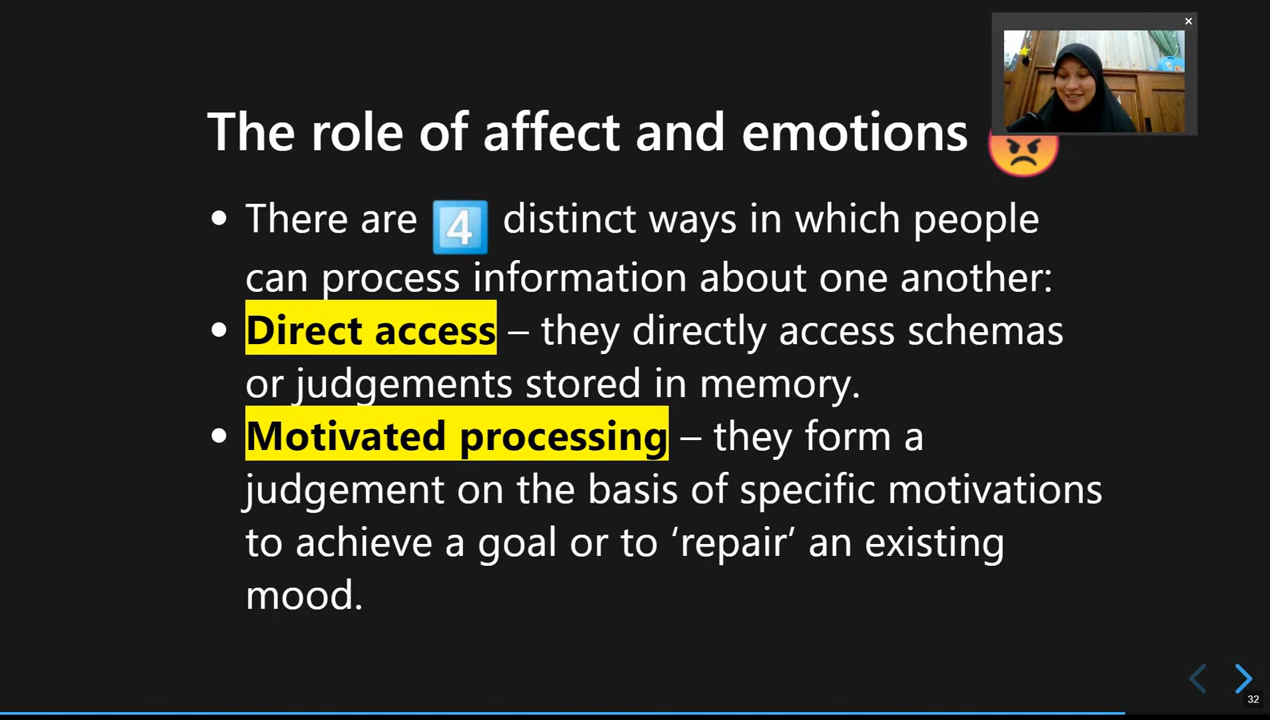 The role of affect and emotions 😡
• There are 4️⃣ distinct ways in which people
can process information about one another:
• Direct access – they directly access schemas
or judgements stored in memory.
• Motivated processing – they form a
judgement on the basis of specific motivations
to achieve a goal or to ‘repair’ an existing
mood.
32